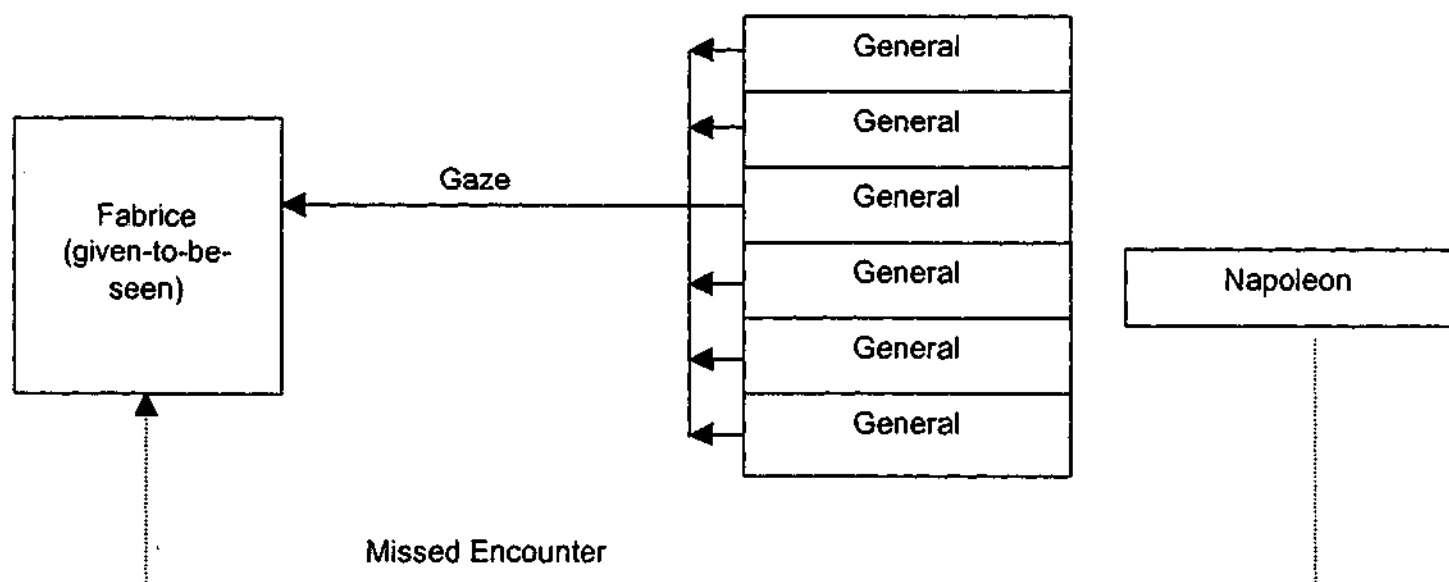 General
General
Gaze
General
Fabrice
(given-to-be-
seen)
General
Napoleon
General
General
Missed Encounter